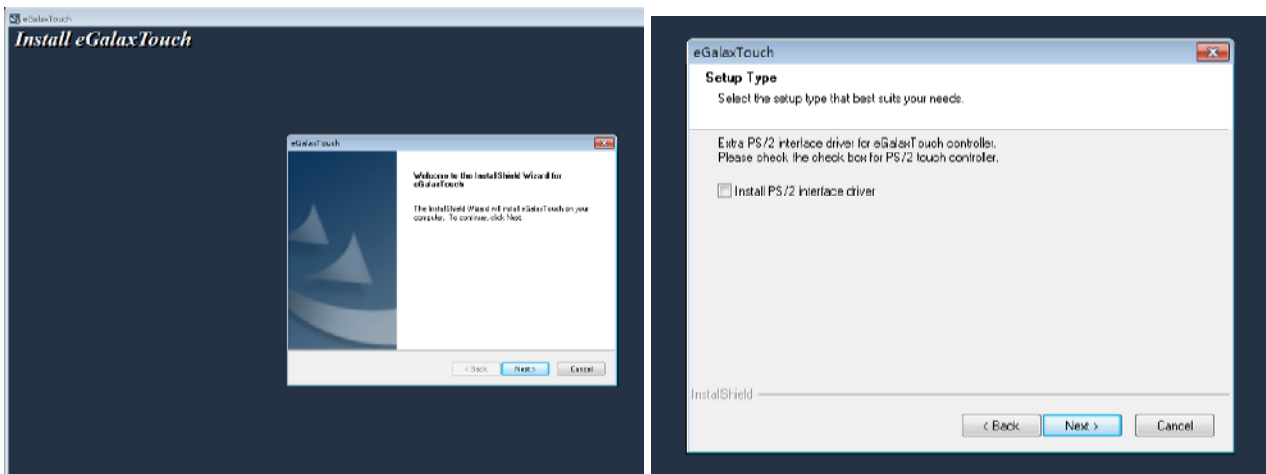 eGalaxTouch
Install eGalaxTouch
eGalaxTouch
Welcome to the InstallShield Wizard for
eGalaxTouch
The InstallShield Wizard will install eGalaxTouch on your
computer. To continue, click Next.
< Back
Next >
Cancel
eGalaxTouch
Setup Type
Select the setup type that best suits your needs.
Extra PS/2 interface driver for eGalaxTouch controller.
Please check the check box for PS/2 touch controller.
Install PS/2 interface driver
InstallShield
< Back
Next >
Cancel